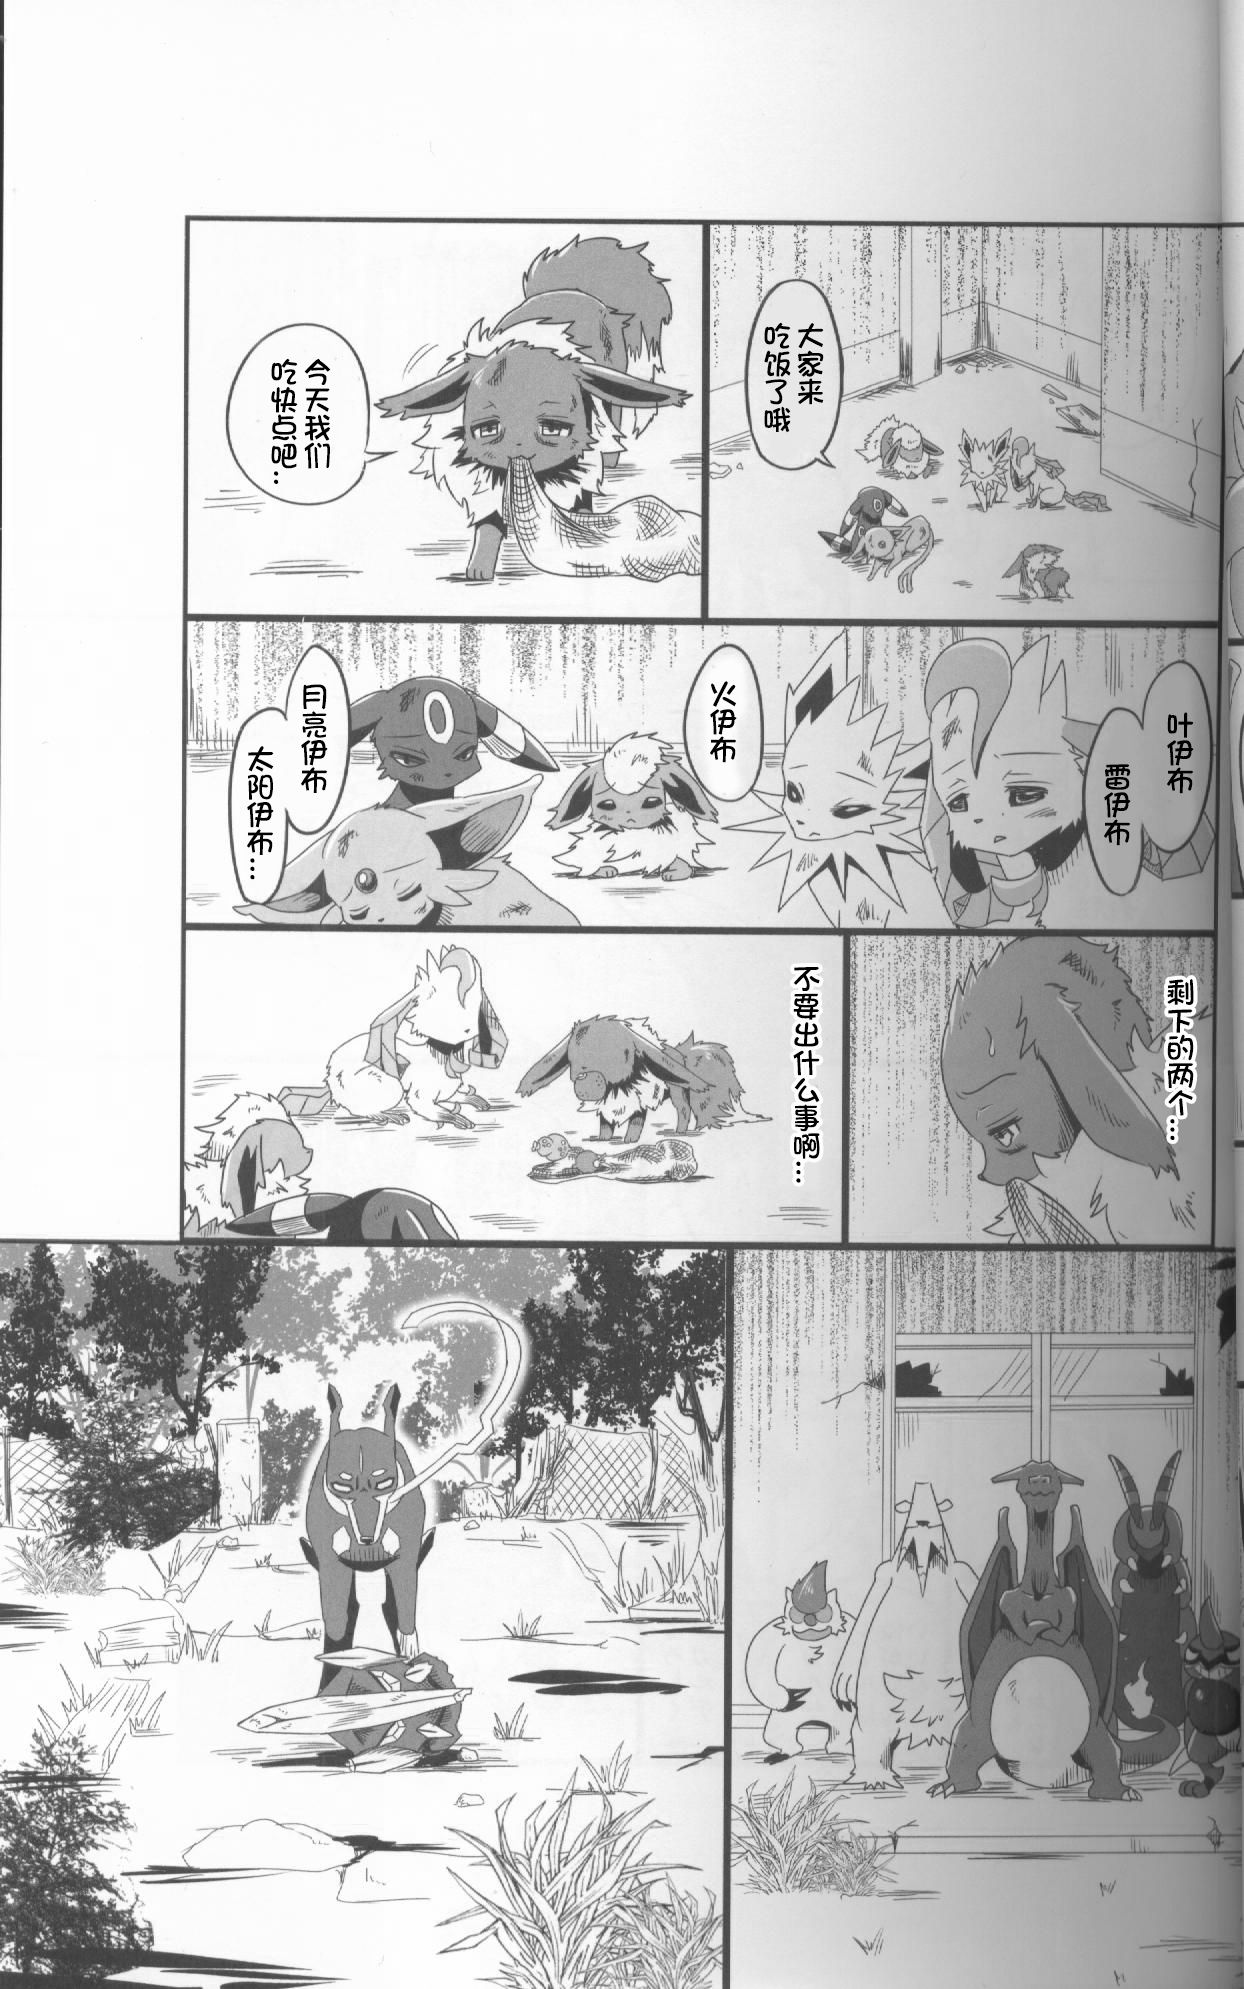 大家来
吃饭了哦
今天我们
吃快点吧…
叶伊布
雷伊布
火伊布
月亮伊布
太阳伊布…
剩下的两个…
不要出什么事啊…